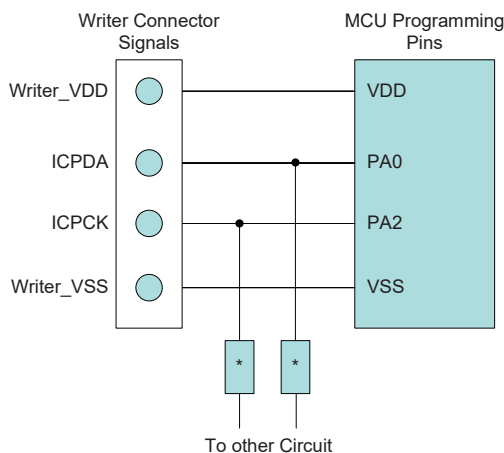 Writer Connector
Signals
MCU Programming
Pins
Writer_VDD
VDD
ICPDA
PA0
ICPCK
PA2
Writer_VSS
VSS
*
*
To other Circuit